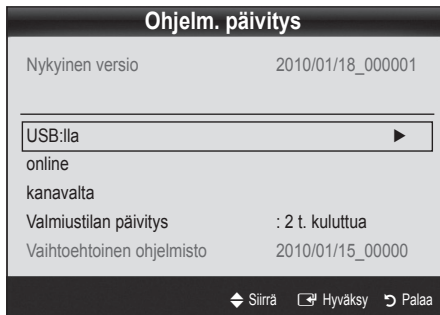 Ohjelm. päivitys
Nykyinen versio 2010/01/18_000001
USB:lla
online
kanavalta
Valmiustilan päivitys : 2 t. kuluttua
Vaihtoehtoinen ohjelmisto 2010/01/15_00000
Siirrä Hyväksy Palaa